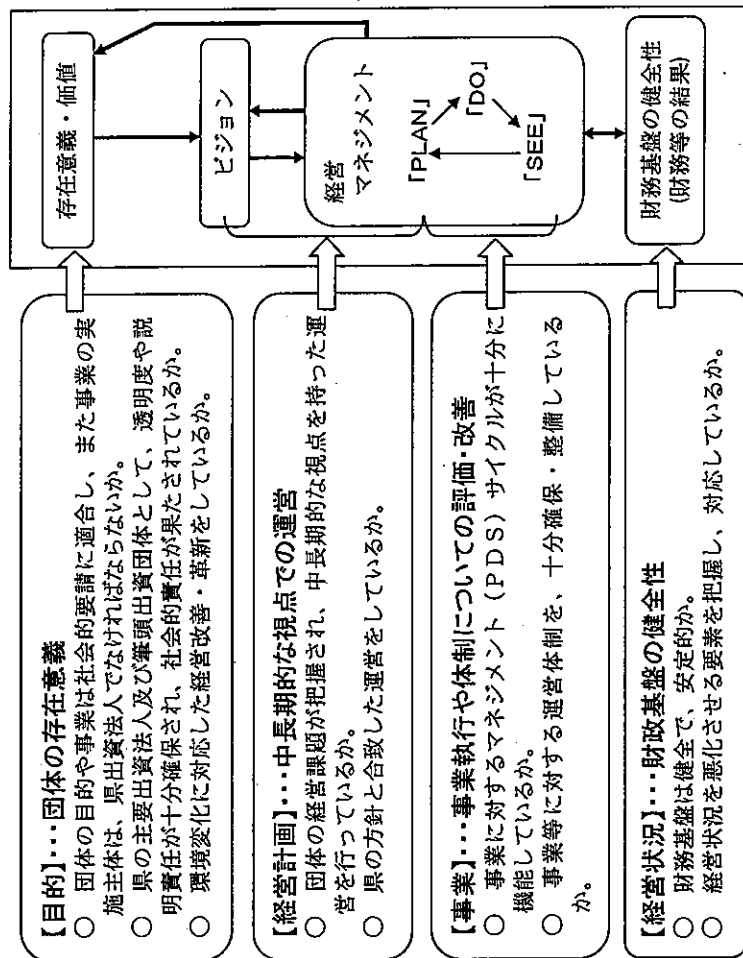 【目的】･･･団体の存在意義
○ 団体の目的や事業は社会的要請に適合し、また事業の実
施主体は、県出資法人でなければならないか。
○ 県の主要出資法人及び筆頭出資団体として、透明度や説
明責任が十分確保され、社会的責任が果たされているか。
○ 環境変化に対応した経営改善・革新をしているか。
【経営計画】･･･中長期的な視点での運営
○ 団体の経営課題が把握され、中長期的な視点を持った運
営を行っているか。
○ 県の方針と合致した運営をしているか。
【事業】･･･事業執行や体制についての評価・改善
○ 事業に対するマネジメント(PDS)サイクルが十分に
機能しているか。
○ 事業等に対する運営体制を、十分確保・整備している
か。
【経営状況】･･･財政基盤の健全性
○ 財務基盤は健全で、安定的か。
○ 経営状況を悪化させる要素を把握し、対応しているか。
存在意義・価値
ビジョン
経営
マネジメント
「PLAN」
「DO」
「SEE」
財務基盤の健全性
(財務等の結果)